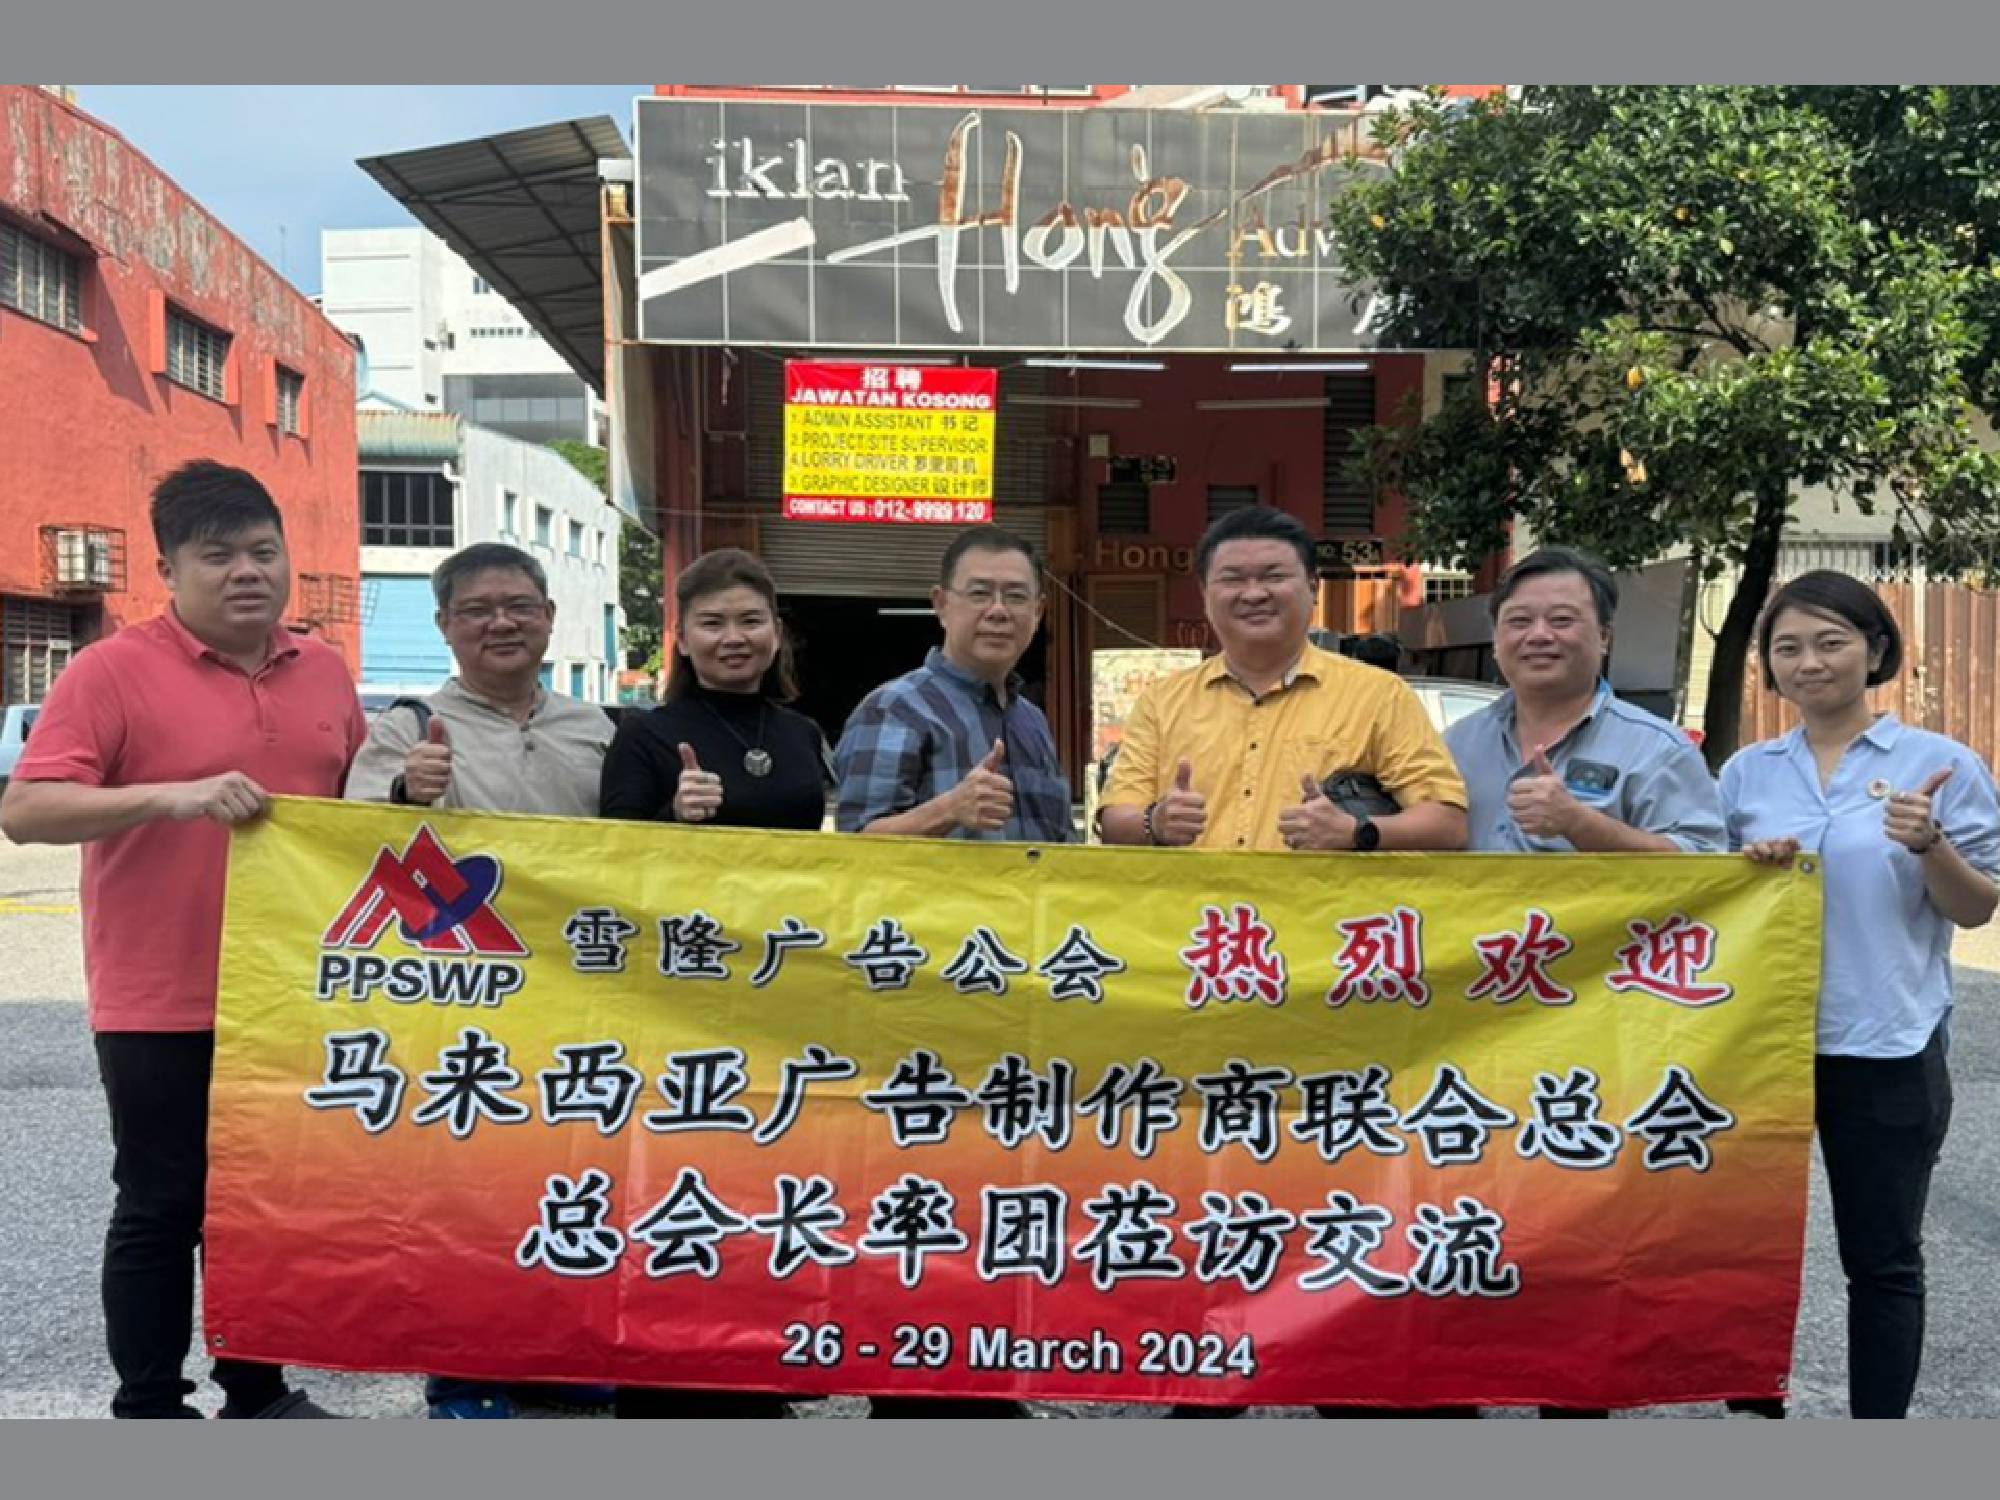 iklan Hong Adv
鴻
招聘
JAWATAN KOSONG
1. ADMIN ASSISTANT 书记
2. PROJECT/SITE SUPERVISOR
4. LORRY DRIVER 罗里司机
3. GRAPHIC DESIGNER 设计师
CONTACT US : 012-9999120
Hong
NO. 53
PPSWP
雪隆广告公会 热烈欢迎
马来西亚广告制作商联合总会
总会长率团莅访交流
26 - 29 March 2024